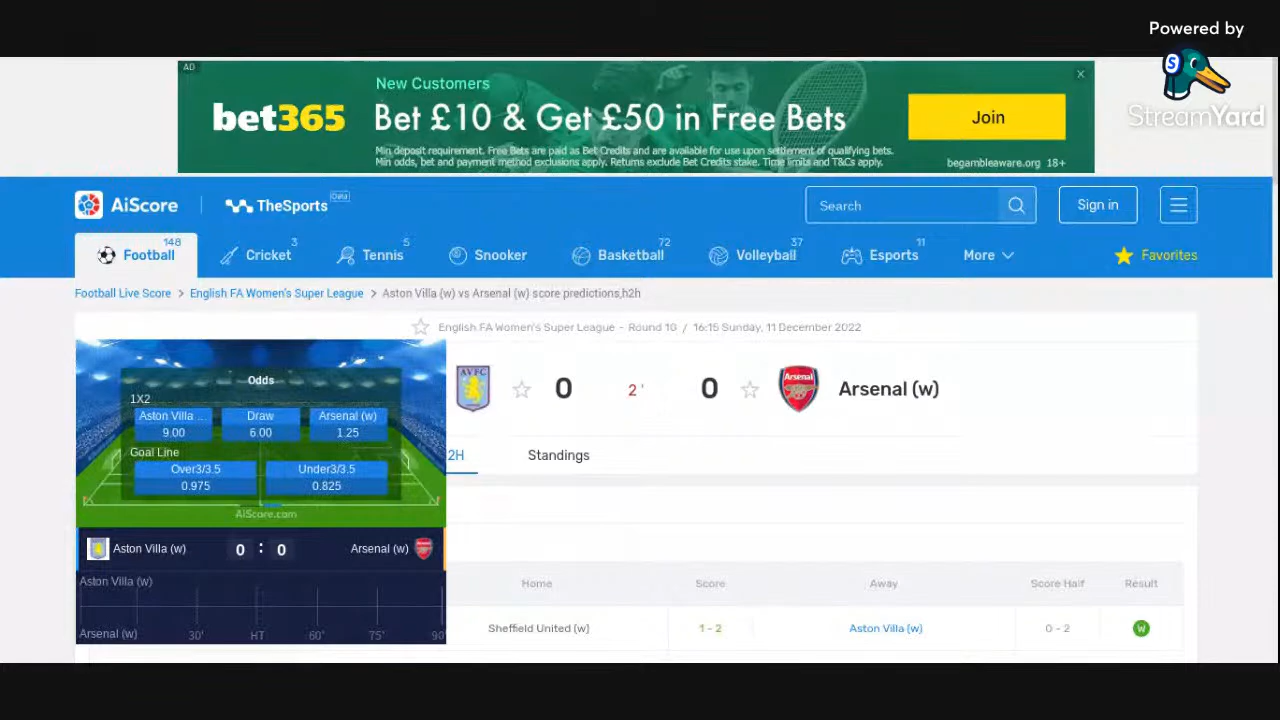 Powered by
StreamYard
AD
New Customers
bet365
Bet £10 & Get £50 in Free Bets
Join
Min deposit requirement. Free Bets are paid as Bet Credits and are available for use upon settlement of qualifying bets.
Min odds, bet and payment method exclusions apply. Returns exclude Bet Credits stake. Time limits and T&Cs apply.
begambleaware.org 18+
AiScore
TheSports Data
Search
Sign in
Football 148
Cricket 3
Tennis 5
Snooker
Basketball 72
Volleyball 37
Esports 11
More
Favorites
Football Live Score > English FA Women's Super League > Aston Villa (w) vs Arsenal (w) score predictions,h2h
English FA Women's Super League - Round 10 / 16:15 Sunday, 11 December 2022
AVFC
0 2 ' 0
Arsenal
Arsenal (w)
2H
Standings
Odds
1X2
Aston Villa ... Draw Arsenal (w)
9.00 6.00 1.25
Goal Line
Over3/3.5 Under3/3.5
0.975 0.825
AiScore.com
Aston Villa (w) 0 : 0 Arsenal (w)
Aston Villa (w)
Arsenal (w) 30' HT 60' 75' 90'
Home Score Away Score Half Result
Sheffield United (w) 1 - 2 Aston Villa (w) 0 - 2 W